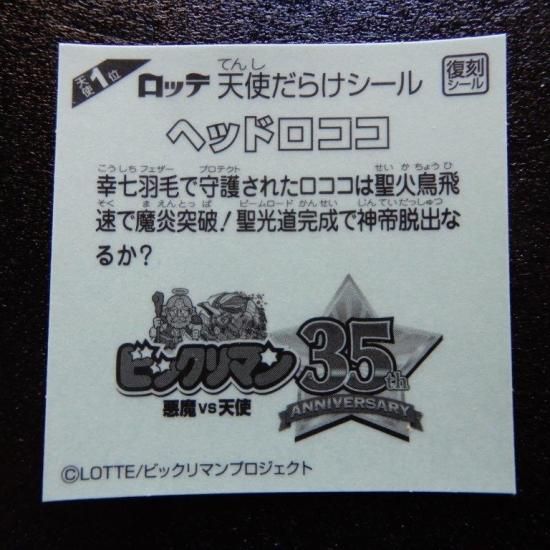 天使1位
ロッテ 天使だらけシール
てんし
復刻シール
ヘッドロココ
こうしちフェザー プロテクト せいかちょうひ
幸七羽毛で守護されたロココは聖火鳥飛
そく まえんとっぱ ビームロードかんせい じんていだっしゅつ
速で魔炎突破!聖光道完成で神帝脱出な
るか?
ビックリマン
悪魔VS天使
35th
ANNIVERSARY
©LOTTE/ビックリマンプロジェクト